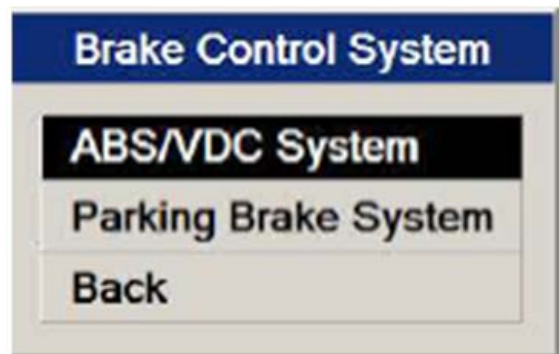 Brake Control System
ABS/VDC System
Parking Brake System
Back